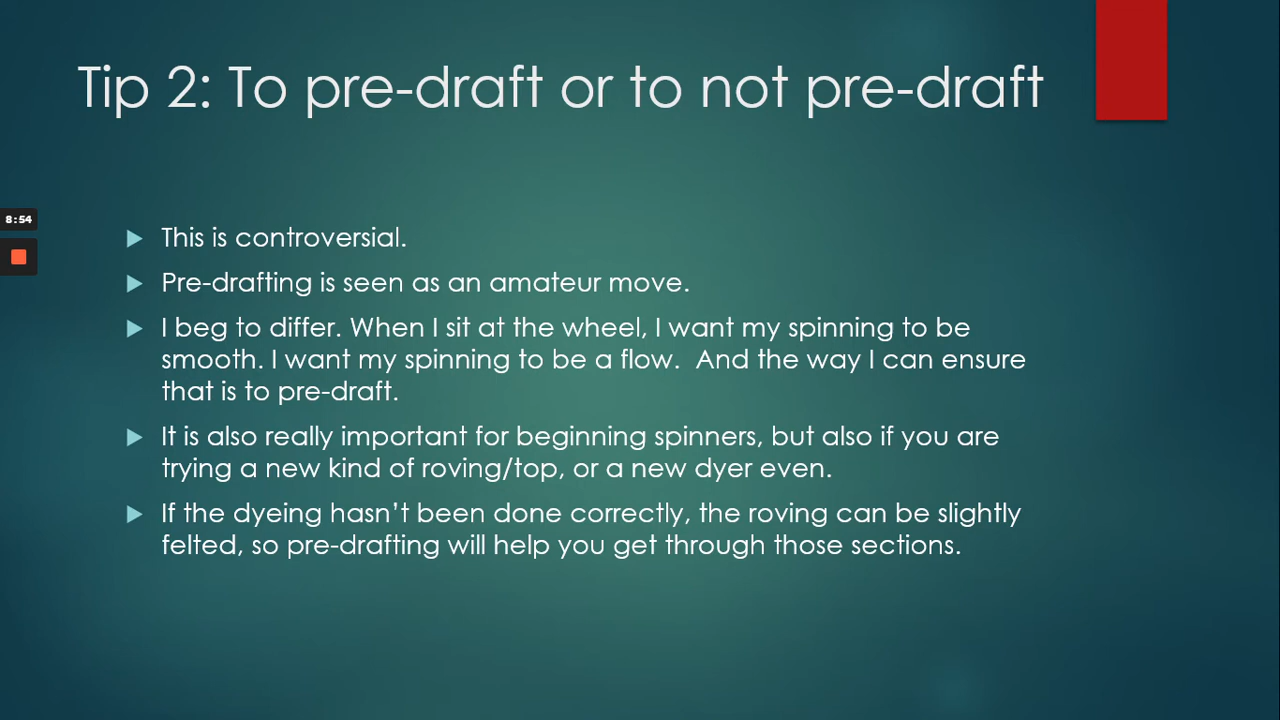 Tip 2: To pre-draft or to not pre-draft
8:54
This is controversial.
Pre-drafting is seen as an amateur move.
I beg to differ. When I sit at the wheel, I want my spinning to be
smooth. I want my spinning to be a flow.  And the way I can ensure
that is to pre-draft.
It is also really important for beginning spinners, but also if you are
trying a new kind of roving/top, or a new dyer even.
If the dyeing hasn’t been done correctly, the roving can be slightly
felted, so pre-drafting will help you get through those sections.